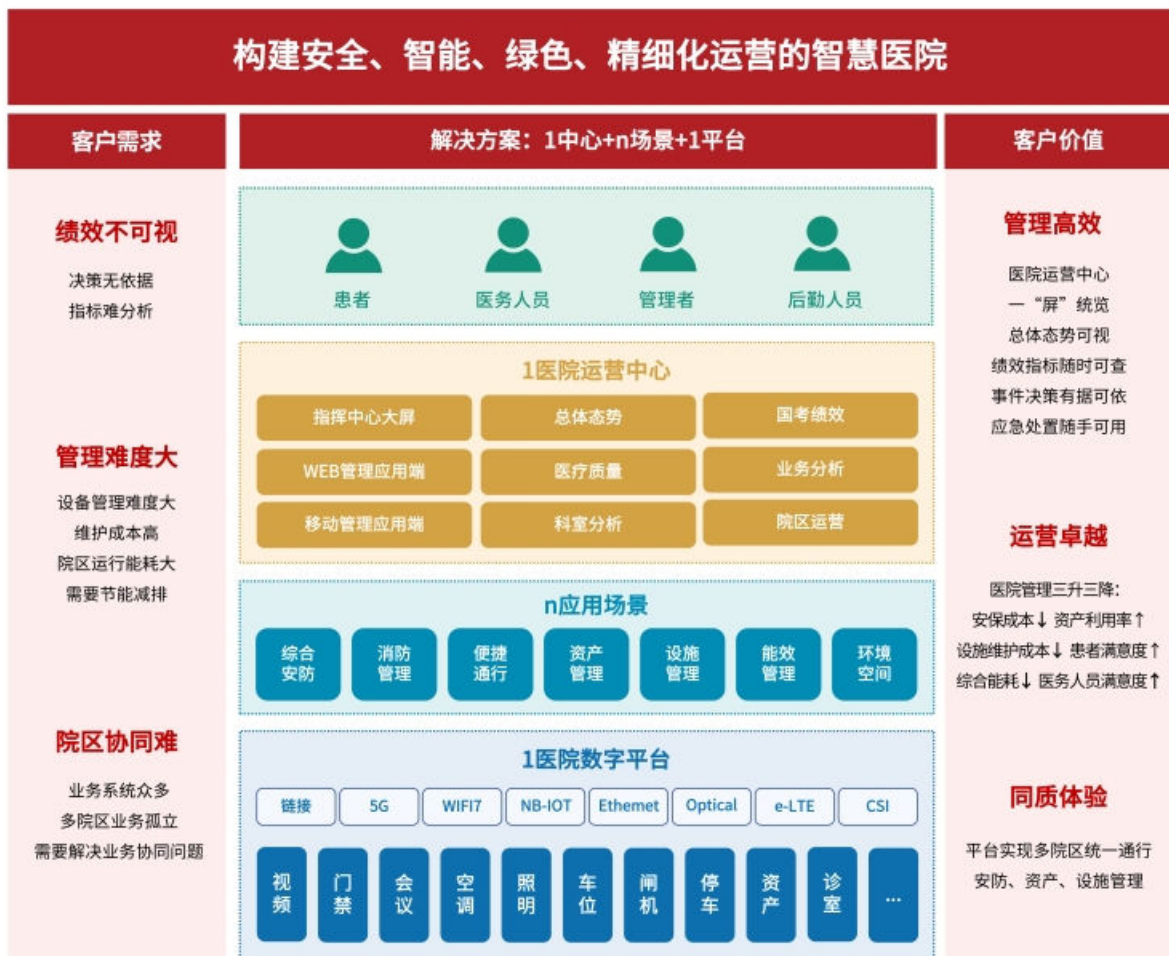 构建安全、智能、绿色、精细化运营的智慧医院
客户需求
绩效不可视
决策无依据
指标难分析
管理难度大
设备管理难度大
维护成本高
院区运行能耗大
需要节能减排
院区协同难
业务系统众多
多院区业务孤立
需要解决业务协同问题
解决方案：1中心+n场景+1平台
患者 医务人员 管理者 后勤人员
1医院运营中心
指挥中心大屏 总体态势 国考绩效
WEB管理应用端 医疗质量 业务分析
移动管理应用端 科室分析 院区运营
n应用场景
综合 消防 便捷 资产 设施 能效 环境
安防 管理 通行 管理 管理 管理 空间
1医院数字平台
链接 5G WIFI7 NB-IOT Ethemet Optical e-LTE CSI
视 门 会 空 照 车 闸 停 资 诊 ...
频 禁 议 调 明 位 机 车 产 室
客户价值
管理高效
医院运营中心
一“屏”统览
总体态势可视
绩效指标随时可查
事件决策有据可依
应急处置随手可用
运营卓越
医院管理三升三降：
安保成本↓ 资产利用率↑
设施维护成本↓ 患者满意度↑
综合能耗↓ 医务人员满意度↑
同质体验
平台实现多院区统一通行
安防、资产、设施管理